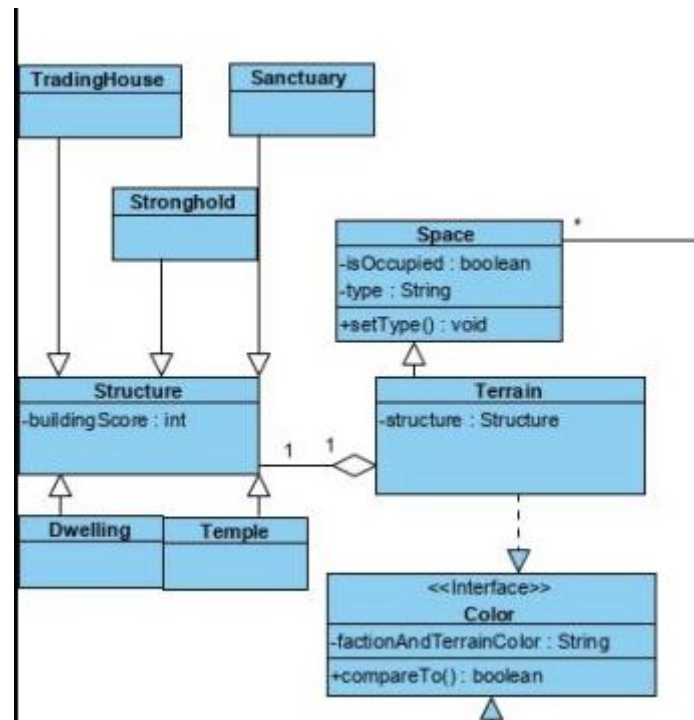 TradingHouse
Sanctuary
Stronghold
Space
-isOccupied : boolean
-type : String
+setType() : void
*
Structure
-buildingScore : int
Terrain
-structure : Structure
1
1
Dwelling
Temple
<<Interface>>
Color
-factionAndTerrainColor : String
+compareTo() : boolean